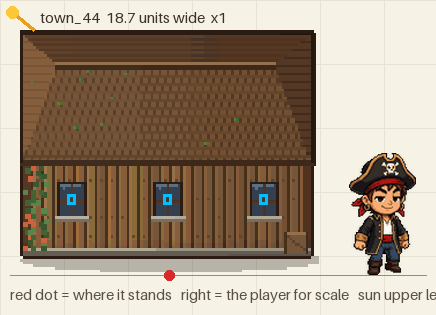 town_44 18.7 units wide x1
red dot = where it stands right = the player for scale sun upper le